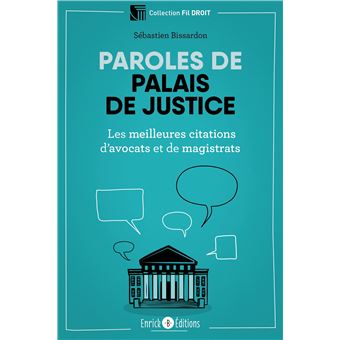 Collection Fil DROIT
Sébastien Bissardon
PAROLES DE
PALAIS
DE JUSTICE
Les meilleures citations
d'avocats et de magistrats
Enrick B Éditions